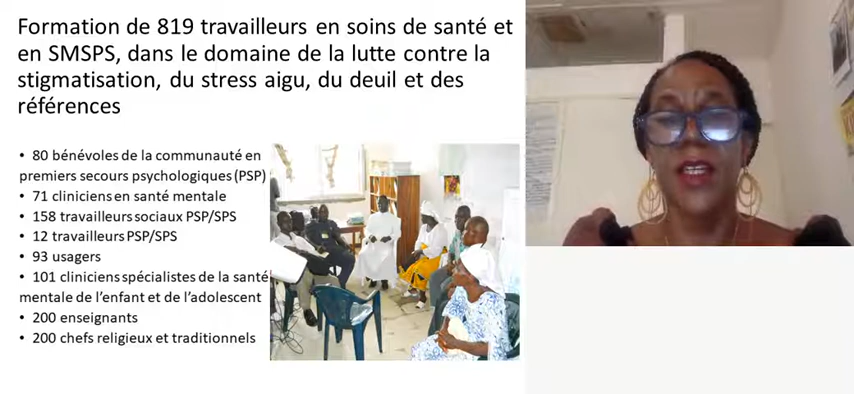 Formation de 819 travailleurs en soins de santé et
en SMSPS, dans le domaine de la lutte contre la
stigmatisation, du stress aigu, du deuil et des
références
• 80 bénévoles de la communauté en
premiers secours psychologiques (PSP)
• 71 cliniciens en santé mentale
• 158 travailleurs sociaux PSP/SPS
• 12 travailleurs PSP/SPS
• 93 usagers
• 101 cliniciens spécialistes de la santé
mentale de l'enfant et de l'adolescent
• 200 enseignants
• 200 chefs religieux et traditionnels